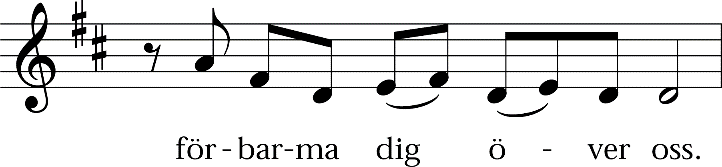 för-bar-ma dig ö - ver oss.